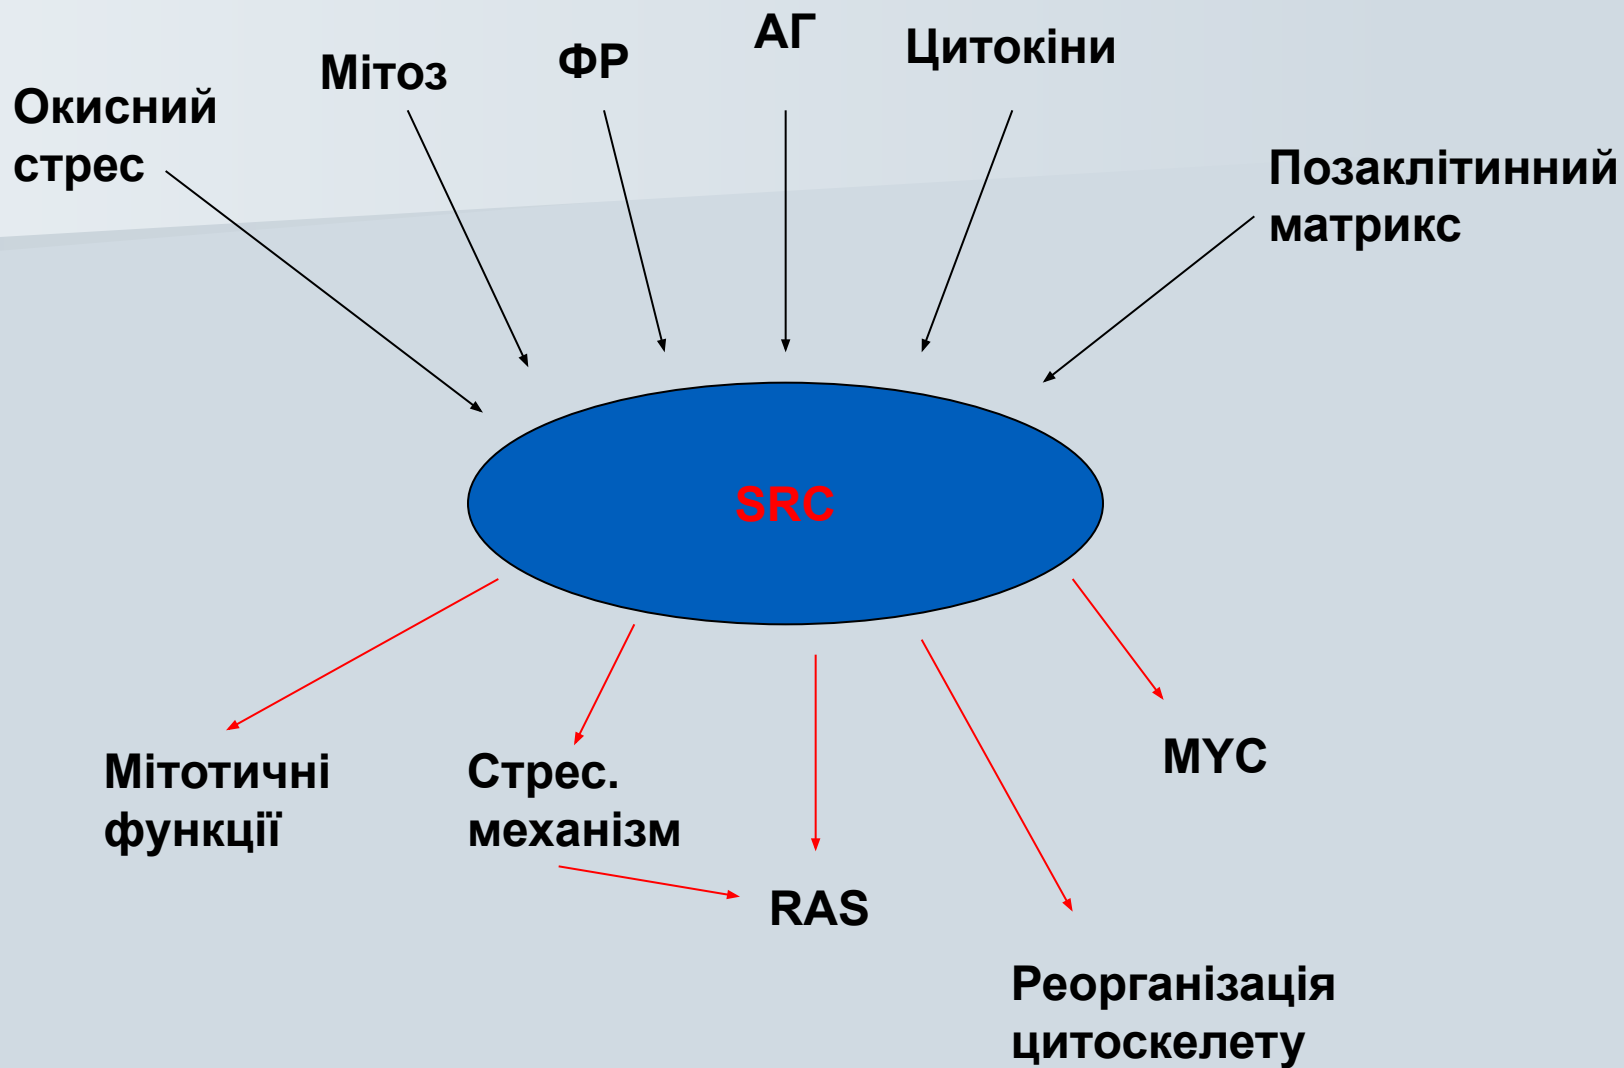 Окисний
стрес
Мітоз
ФР
АГ
Цитокіни
Позаклітинний
матрикс
SRC
Мітотичні
функції
Стрес.
механізм
RAS
MYC
Реорганізація
цитоскелету